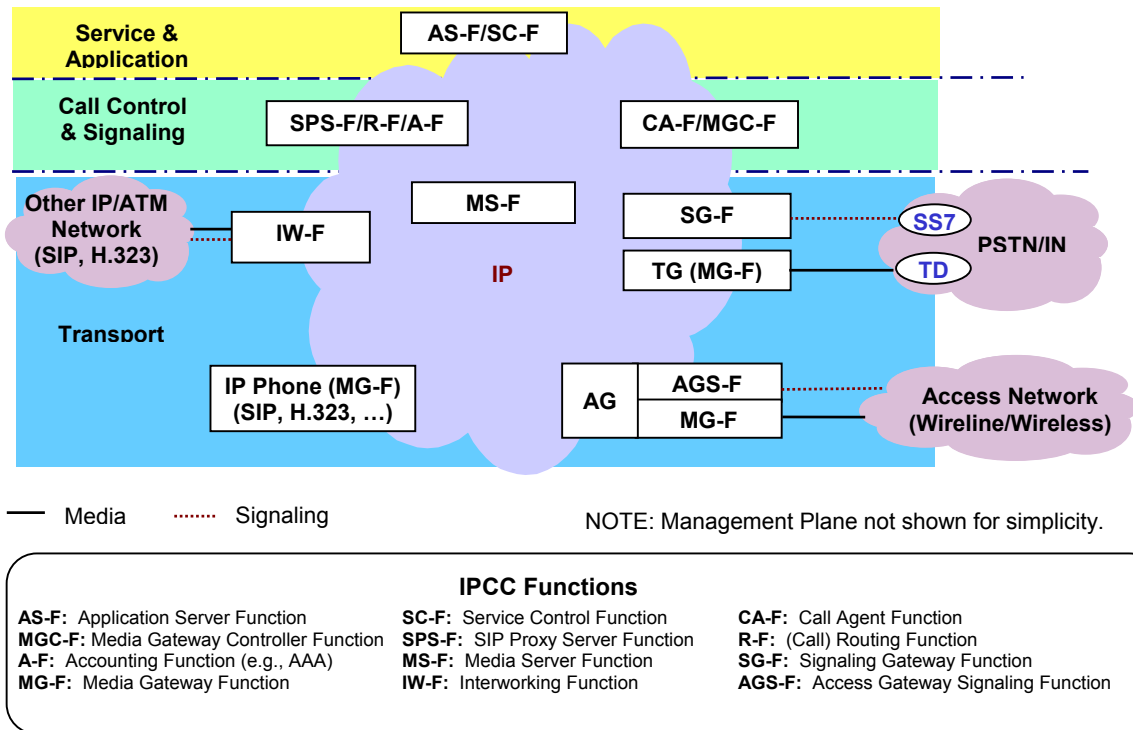 Service &
Application
AS-F/SC-F
Call Control
& Signaling
SPS-F/R-F/A-F
CA-F/MGC-F
Other IP/ATM
Network
(SIP, H.323)
IW-F
MS-F
SG-F
SS7
PSTN/IN
IP
TG (MG-F)
TD
Transport
IP Phone (MG-F)
(SIP, H.323, …)
AG
AGS-F
MG-F
Access Network
(Wireline/Wireless)
Media
Signaling
NOTE: Management Plane not shown for simplicity.
IPCC Functions
AS-F: Application Server Function
SC-F: Service Control Function
CA-F: Call Agent Function
MGC-F: Media Gateway Controller Function
SPS-F: SIP Proxy Server Function
R-F: (Call) Routing Function
A-F: Accounting Function (e.g., AAA)
MS-F: Media Server Function
SG-F: Signaling Gateway Function
MG-F: Media Gateway Function
IW-F: Interworking Function
AGS-F: Access Gateway Signaling Function